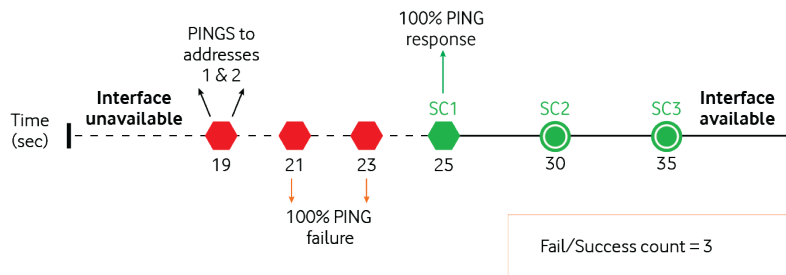 PINGS to
addresses
1 & 2
100% PING
response
Interface
unavailable
SC1
SC2
SC3
Interface
available
Time
(sec)
19
21
23
25
30
35
100% PING
failure
Fail/Success count = 3